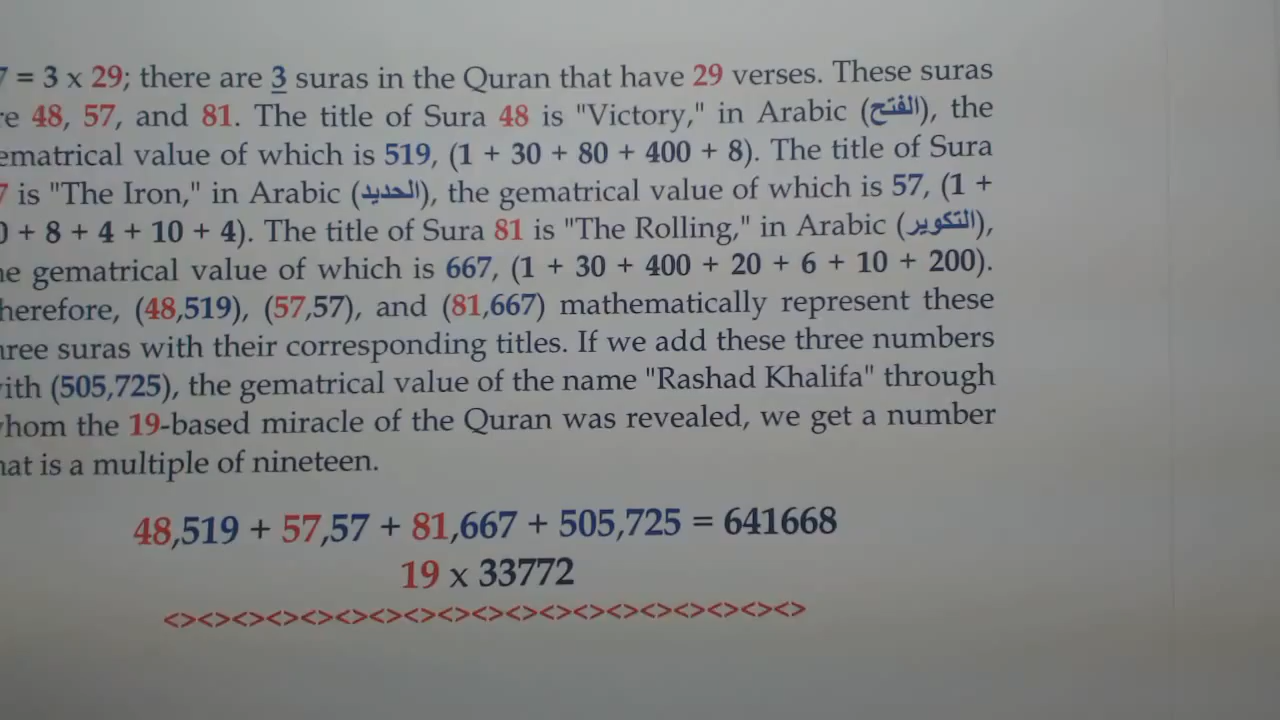 7 = 3 x 29; there are 3 suras in the Quran that have 29 verses. These suras
re 48, 57, and 81. The title of Sura 48 is "Victory," in Arabic (الفتح), the
ematrical value of which is 519, (1 + 30 + 80 + 400 + 8). The title of Sura
7 is "The Iron," in Arabic (الحديد), the gematrical value of which is 57, (1 +
0 + 8 + 4 + 10 + 4). The title of Sura 81 is "The Rolling," in Arabic (التكوير),
he gematrical value of which is 667, (1 + 30 + 400 + 20 + 6 + 10 + 200).
herefore, (48,519), (57,57), and (81,667) mathematically represent these
hree suras with their corresponding titles. If we add these three numbers
vith (505,725), the gematrical value of the name "Rashad Khalifa" through
vhom the 19-based miracle of the Quran was revealed, we get a number
hat is a multiple of nineteen.
48,519 + 57,57 + 81,667 + 505,725 = 641668
19 x 33772
<><><><><><><><><><><><><><><><><><><>